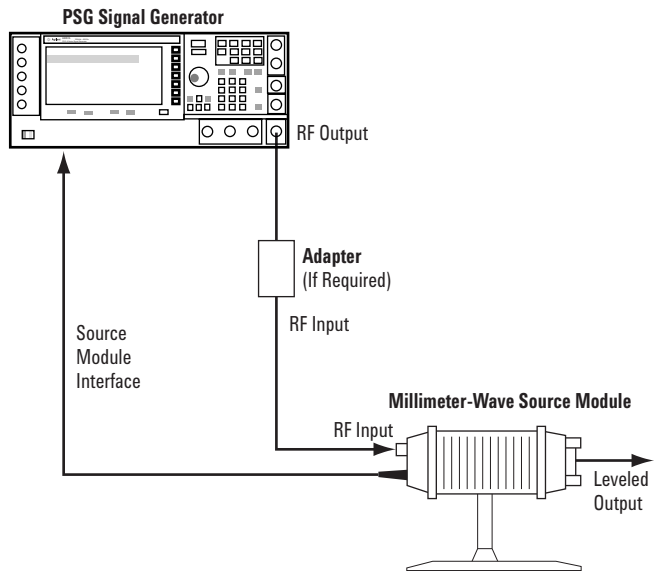 PSG Signal Generator
Agilent
RF Output
Adapter
(If Required)
RF Input
Source
Module
Interface
Millimeter-Wave Source Module
RF Input
Leveled
Output